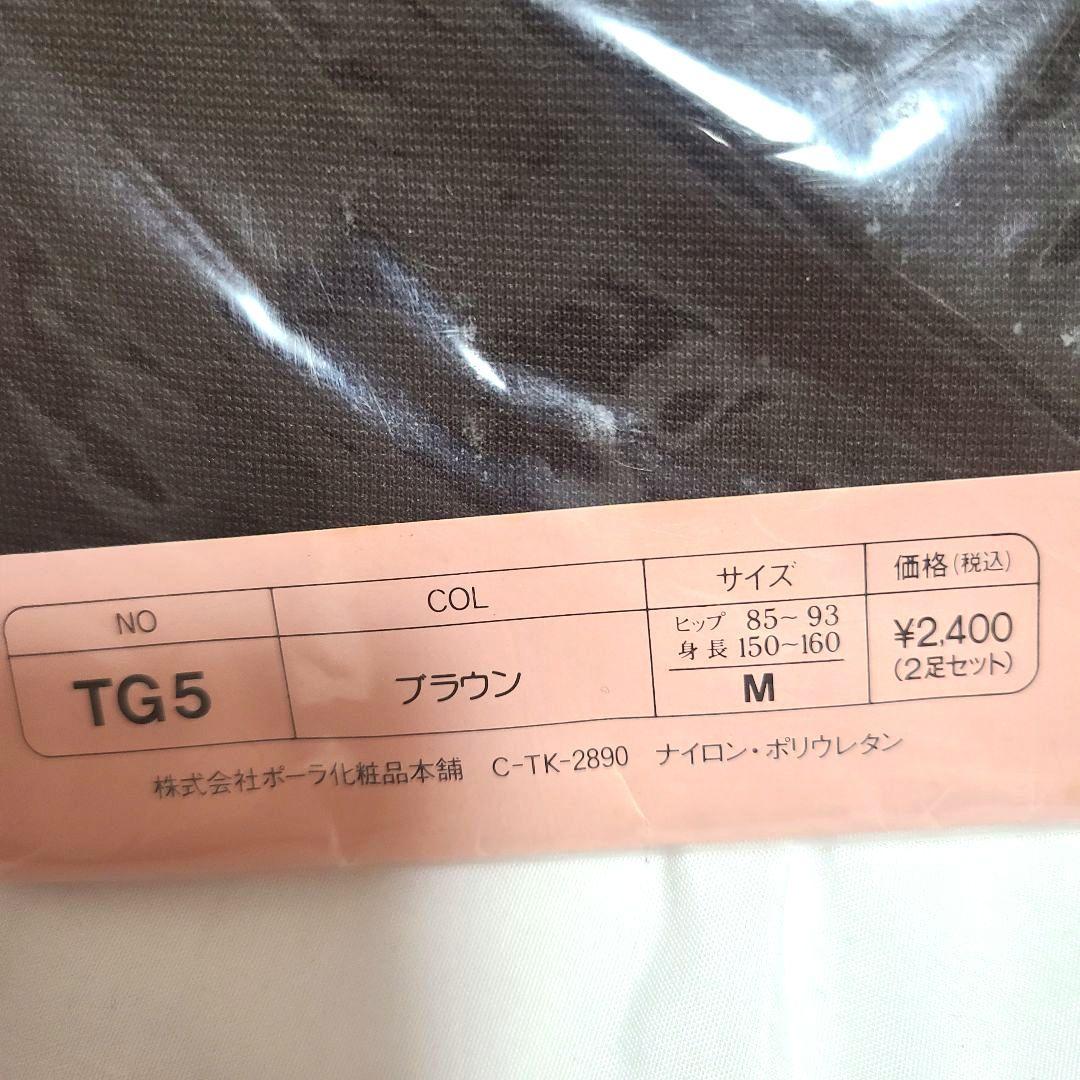 NO
COL
サイズ
価格(税込)
TG5
ブラウン
ヒップ 85~93
身長 150~160
M
¥2,400
(2足セット)
株式会社ポーラ化粧品本舗 C-TK-2890 ナイロン・ポリウレタン